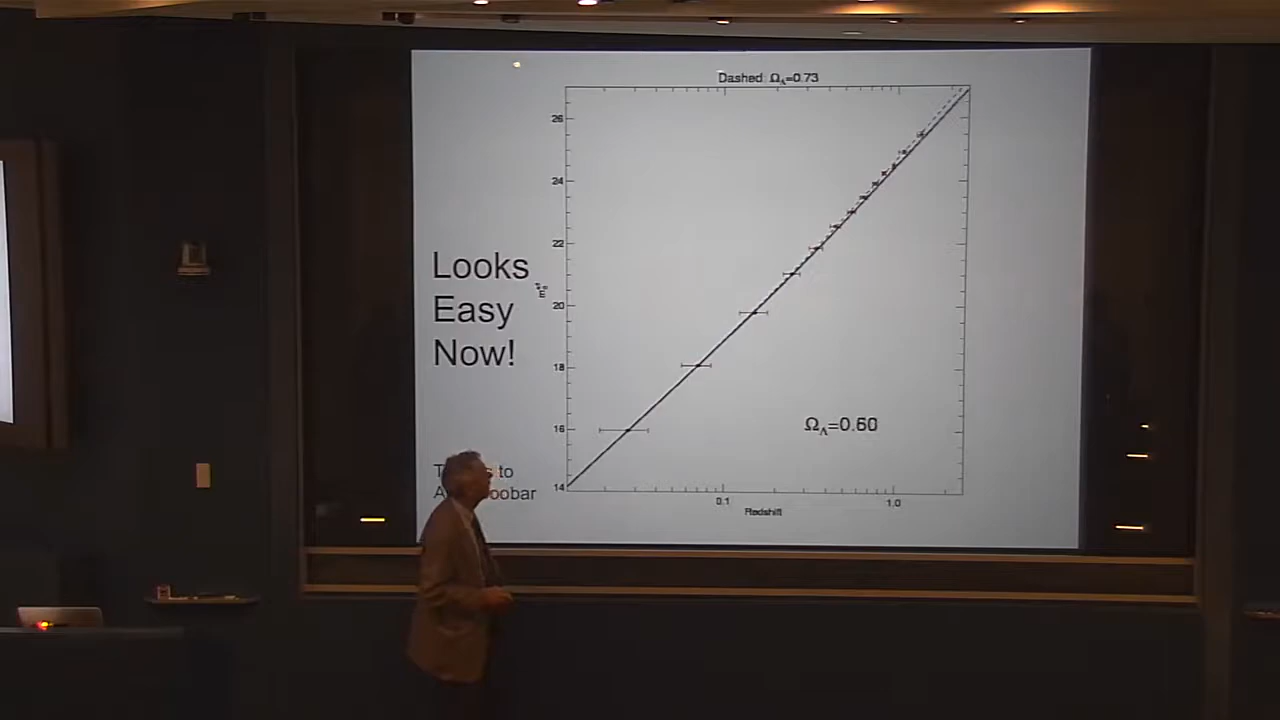 Dashed: Ω_Λ=0.73
26
24
22
20
18
16
14
0.1
1.0
Redshift
Ω_Λ=0.60
Looks
Easy
Now!
to
oobar